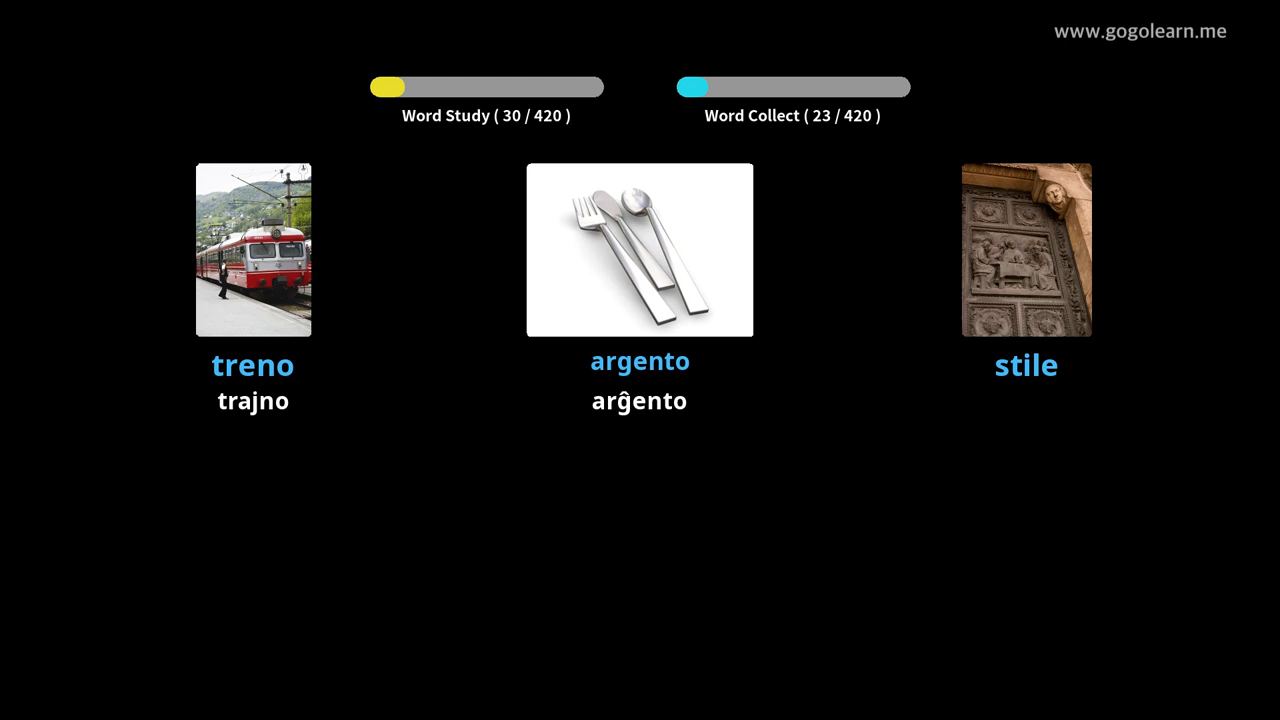 www.gogolearn.me
Word Study ( 30 / 420 )
Word Collect ( 23 / 420 )
treno
argento
stile
trajno
arĝento